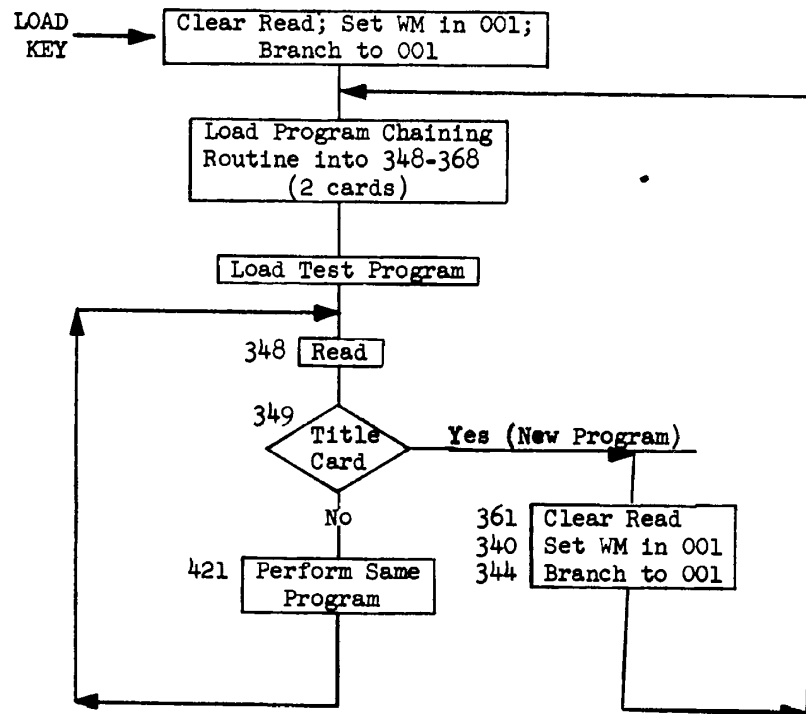 LOAD
KEY
Clear Read; Set WM in 001;
Branch to 001
Load Program Chaining
Routine into 348-368
(2 cards)
Load Test Program
348 Read
349
Title
Card
Yes (New Program)
No
421 Perform Same
Program
361 Clear Read
340 Set WM in 001
344 Branch to 001